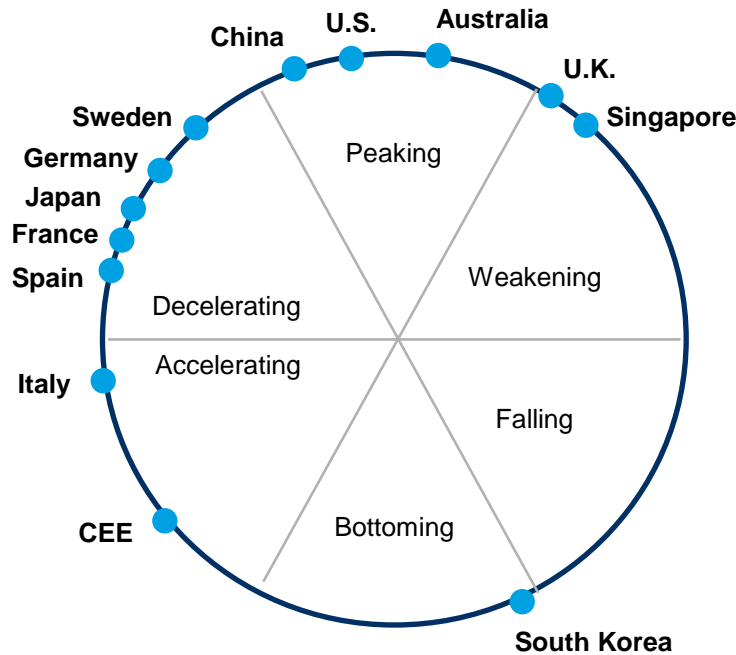 Australia
U.S.
China
U.K.
Sweden
Singapore
Peaking
Germany
Japan
France
Spain
Weakening
Decelerating
Accelerating
Italy
Falling
Bottoming
CEE
South Korea